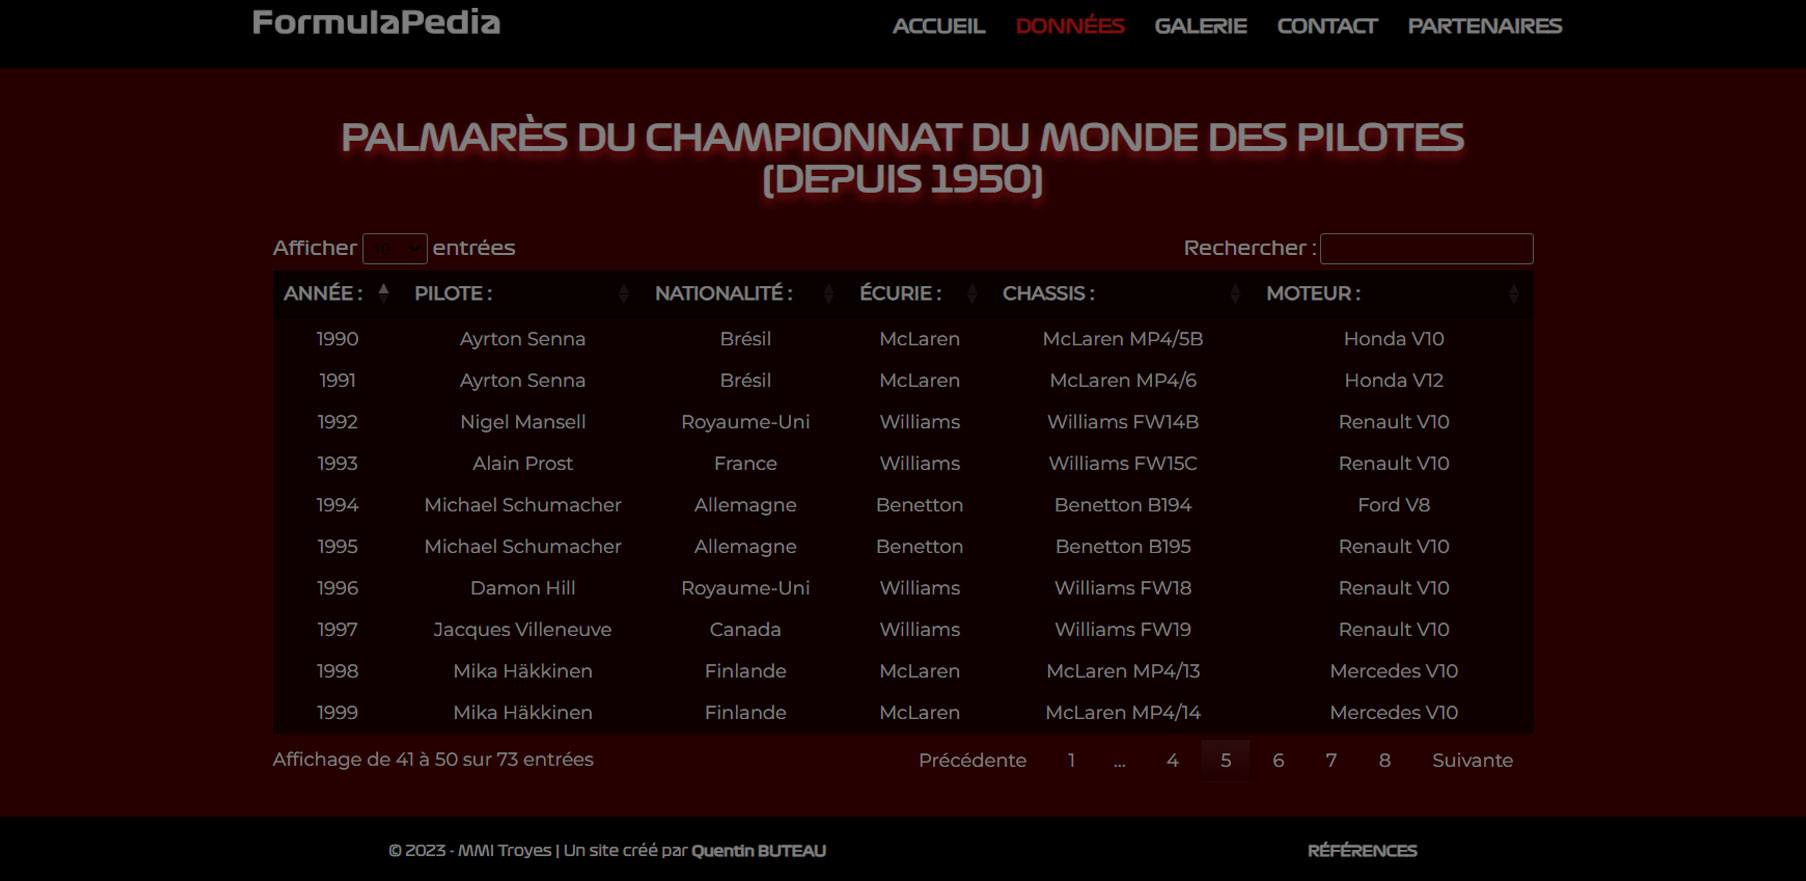 FormulaPedia
ACCUEIL DONNÉES GALERIE CONTACT PARTENAIRES
PALMARÈS DU CHAMPIONNAT DU MONDE DES PILOTES
(DEPUIS 1950)
Afficher 10 entrées Rechercher :
ANNÉE : PILOTE : NATIONALITÉ : ÉCURIE : CHASSIS : MOTEUR :
1990 Ayrton Senna Brésil McLaren McLaren MP4/5B Honda V10
1991 Ayrton Senna Brésil McLaren McLaren MP4/6 Honda V12
1992 Nigel Mansell Royaume-Uni Williams Williams FW14B Renault V10
1993 Alain Prost France Williams Williams FW15C Renault V10
1994 Michael Schumacher Allemagne Benetton Benetton B194 Ford V8
1995 Michael Schumacher Allemagne Benetton Benetton B195 Renault V10
1996 Damon Hill Royaume-Uni Williams Williams FW18 Renault V10
1997 Jacques Villeneuve Canada Williams Williams FW19 Renault V10
1998 Mika Häkkinen Finlande McLaren McLaren MP4/13 Mercedes V10
1999 Mika Häkkinen Finlande McLaren McLaren MP4/14 Mercedes V10
Affichage de 41 à 50 sur 73 entrées Précédente 1 … 4 5 6 7 8 Suivante
© 2023 - MMI Troyes | Un site créé par Quentin BUTEAU RÉFÉRENCES